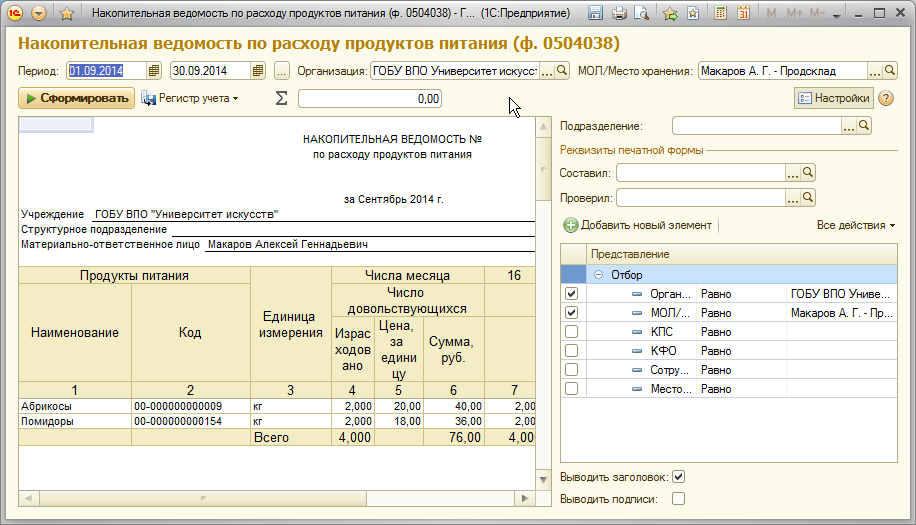 Накопительная ведомость по расходу продуктов питания (ф. 0504038) - Г... (1С:Предприятие)
M M+ M-
Накопительная ведомость по расходу продуктов питания (ф. 0504038)
Период: 01.09.2014 30.09.2014 ... Организация: ГОБУ ВПО Университет искусст ... МОЛ/Место хранения: Макаров А. Г. - Продсклад ...
Сформировать Регистр учета Σ 0,00 Настройки ?
НАКОПИТЕЛЬНАЯ ВЕДОМОСТЬ №
по расходу продуктов питания
за Сентябрь 2014 г.
Учреждение ГОБУ ВПО "Университет искусств"
Структурное подразделение
Материально-ответственное лицо Макаров Алексей Геннадьевич
Продукты питания Единица измерения Числа месяца 16
Наименование Код Число довольствующихся
Израс ходов ано Цена, за едини цу Сумма, руб.
1 2 3 4 5 6 7
Абрикосы 00-000000000009 кг 2,000 20,00 40,00 2,00
Помидоры 00-000000000154 кг 2,000 18,00 36,00 2,00
Всего 4,000 76,00 4,00
Подразделение: ...
Реквизиты печатной формы
Составил: ...
Проверил: ...
Добавить новый элемент Все действия
Представление
Отбор
Орган... Равно ГОБУ ВПО Униве...
МОЛ/... Равно Макаров А. Г. - Пр...
КПС Равно
КФО Равно
Сотру... Равно
Место... Равно
Выводить заголовок:
Выводить подписи: